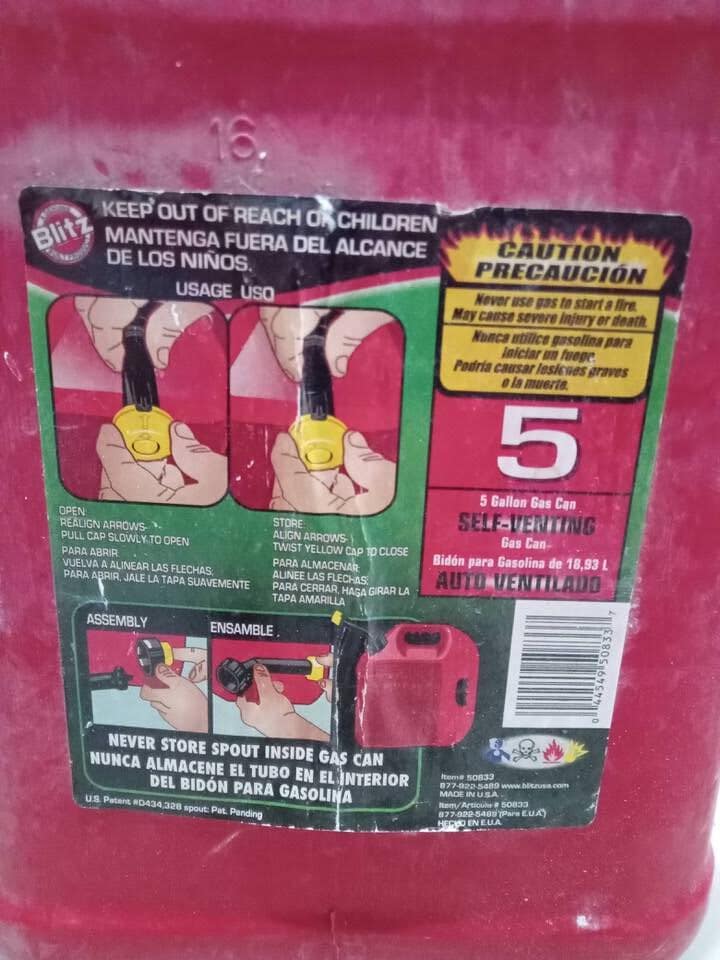 16
Blitz
KEEP OUT OF REACH OF CHILDREN
MANTENGA FUERA DEL ALCANCE
DE LOS NIÑOS.
USAGE USO
OPEN
REALIGN ARROWS-
PULL CAP SLOWLY TO OPEN
PARA ABRIR
VUELVA A ALINEAR LAS FLECHAS.
PARA ABRIR, JALE LA TAPA SUAVEMENTE
STORE:
ALIGN ARROWS-
TWIST YELLOW CAP TO CLOSE
PARA ALMACENAR:
ALINEE LAS FLECHAS.
PARA CERRAR, HAGA GIRAR LA
TAPA AMARILLA
CAUTION
PRECAUCIÓN
Never use gas to start a fire.
May cause severe injury or death.
Nunca utilice gasolina para
iniciar un fuego.
Podría causar lesiones graves
o la muerte.
5
5 Gallon Gas Can
SELF-VENTING
Gas Can
Bidón para Gasolina de 18,93 L
AUTO VENTILADO
ASSEMBLY
ENSAMBLE
NEVER STORE SPOUT INSIDE GAS CAN
NUNCA ALMACENE EL TUBO EN EL INTERIOR
DEL BIDÓN PARA GASOLINA
U.S. Patent #D434,328 spout: Pat. Pending
0 44349 50833 7
Item# 50833
877-922-5489 www.blitzusa.com
MADE IN U.S.A.
Item/Artículo # 50833
877-922-5489 (Para E.U.A)
HECHO EN E.U.A.